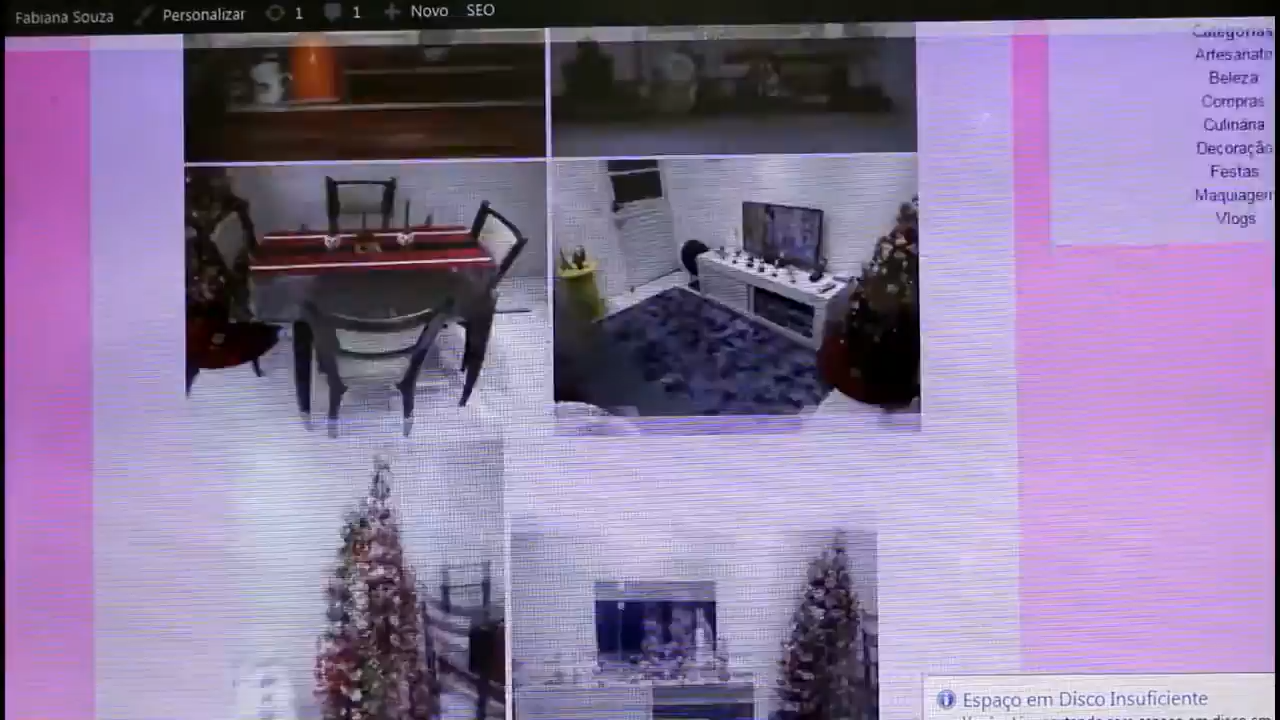 Fabiana Souza
Personalizar
1
1
Novo
SEO
Categorias
Artesanato
Beleza
Compras
Culinária
Decoração
Festas
Maquiagem
Vlogs
Espaço em Disco Insuficiente